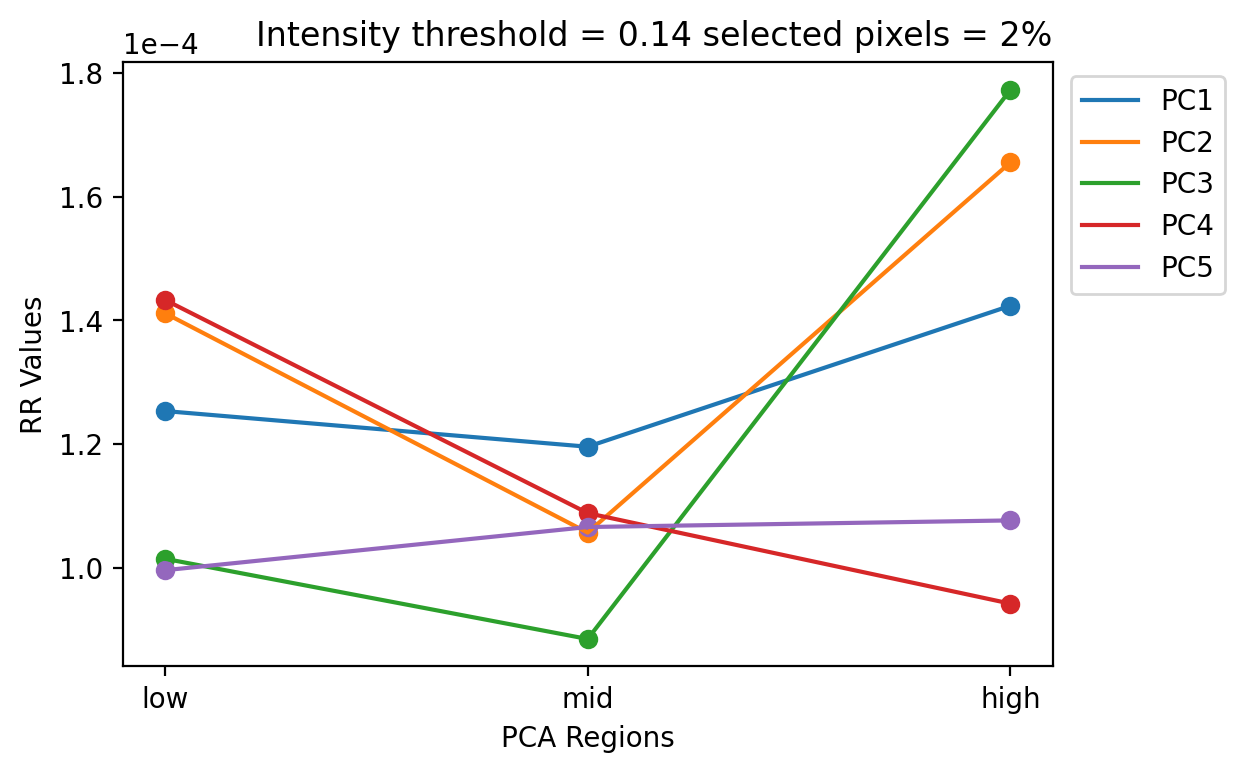 Intensity threshold = 0.14 selected pixels = 2%
1e−4
1.8
1.6
1.4
1.2
1.0
RR Values
low
mid
high
PCA Regions
PC1
PC2
PC3
PC4
PC5